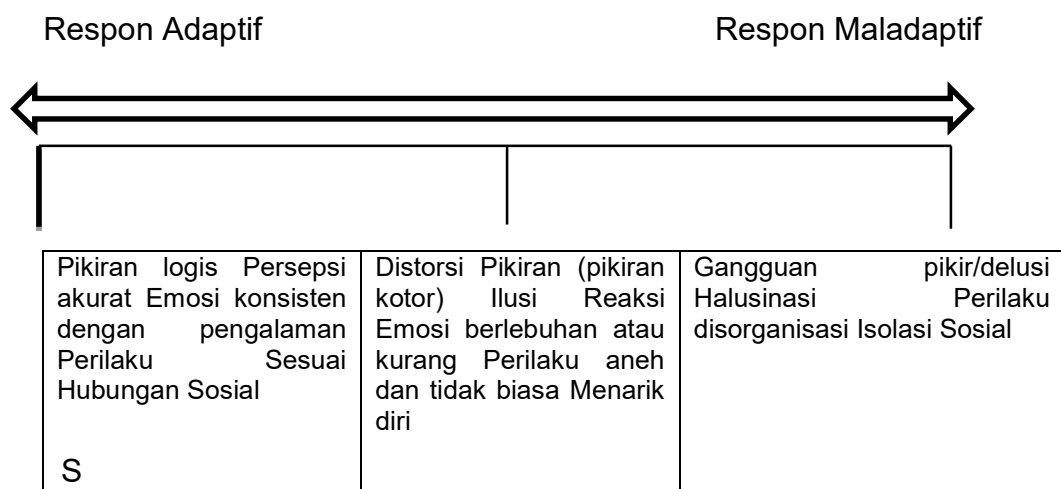 Respon Adaptif
Respon Maladaptif
Pikiran logis Persepsi
akurat Emosi konsisten
dengan pengalaman
Perilaku Sesuai
Hubungan Sosial
S
Distorsi Pikiran (pikiran
kotor) Ilusi Reaksi
Emosi berlebuhan atau
kurang Perilaku aneh
dan tidak biasa Menarik
diri
Gangguan pikir/delusi
Halusinasi Perilaku
disorganisasi Isolasi Sosial